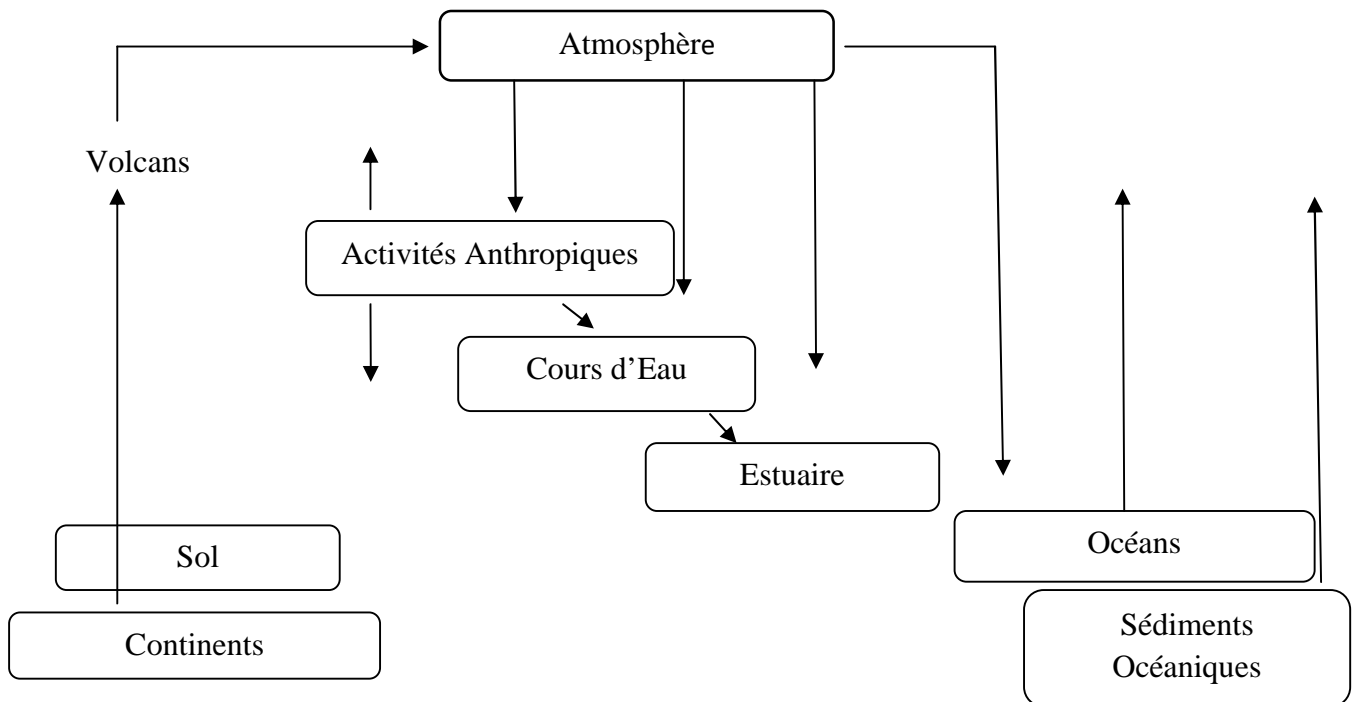 Atmosphère
Volcans
Activités Anthropiques
Cours d’Eau
Estuaire
Sol
Océans
Continents
Sédiments
Océaniques